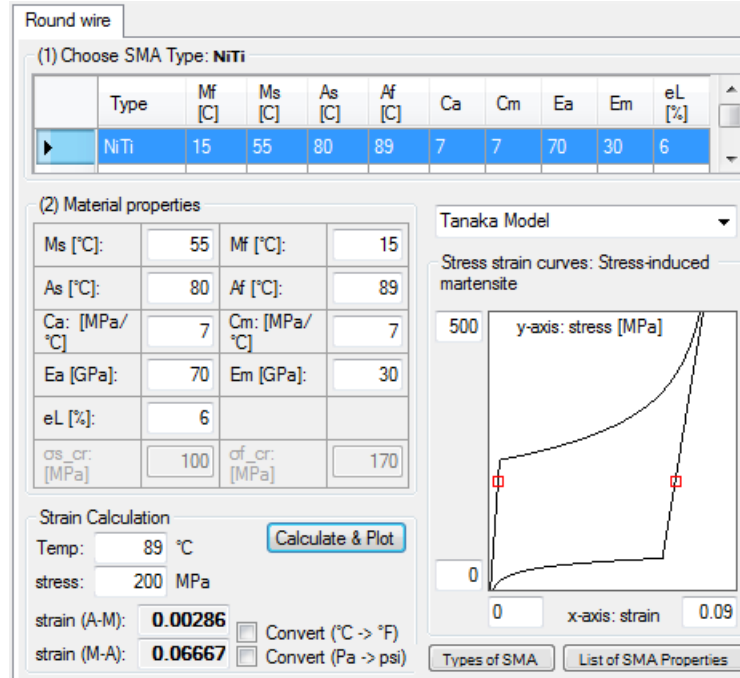 Round wire
(1) Choose SMA Type: NiTi
Type Mf [C] Ms [C] As [C] Af [C] Ca Cm Ea Em eL [%]
NiTi 15 55 80 89 7 7 70 30 6
(2) Material properties
Ms [°C]: 55 Mf [°C]: 15
As [°C]: 80 Af [°C]: 89
Ca: [MPa/°C] 7 Cm: [MPa/°C] 7
Ea [GPa]: 70 Em [GPa]: 30
eL [%]: 6
σs_cr: [MPa] 100 σf_cr: [MPa] 170
Strain Calculation
Temp: 89 °C Calculate & Plot
stress: 200 MPa
strain (A-M): 0.00286 Convert (°C -> °F)
strain (M-A): 0.06667 Convert (Pa -> psi)
Tanaka Model
Stress strain curves: Stress-induced
martensite
500 y-axis: stress [MPa]
0
0 x-axis: strain 0.09
Types of SMA List of SMA Properties